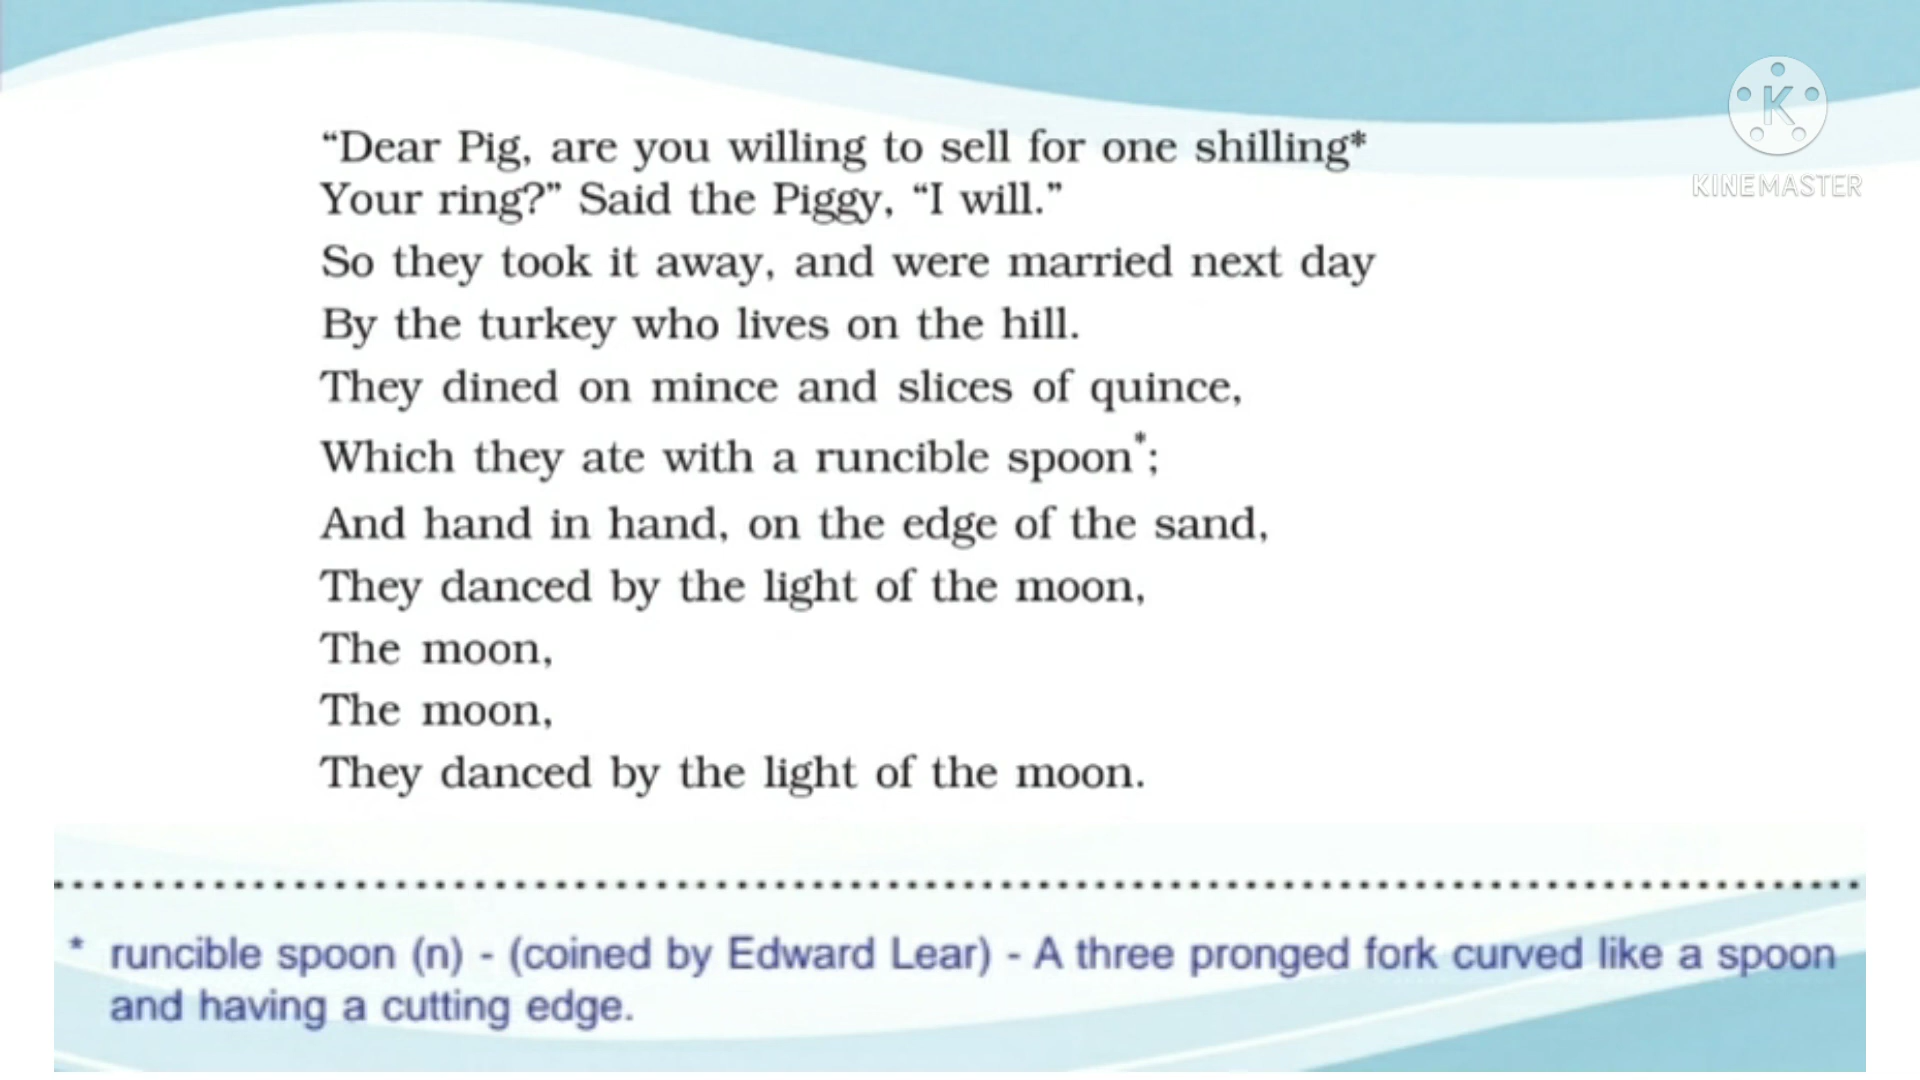 “Dear Pig, are you willing to sell for one shilling*
Your ring?” Said the Piggy, “I will.”
So they took it away, and were married next day
By the turkey who lives on the hill.
They dined on mince and slices of quince,
Which they ate with a runcible spoon*;
And hand in hand, on the edge of the sand,
They danced by the light of the moon,
The moon,
The moon,
They danced by the light of the moon.
* runcible spoon (n) - (coined by Edward Lear) - A three pronged fork curved like a spoon
and having a cutting edge.
K
KINEMASTER